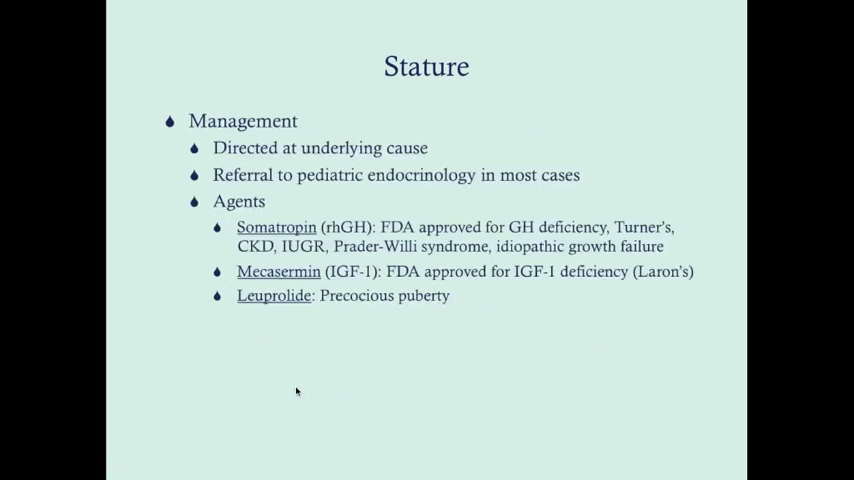 Stature
Management
Directed at underlying cause
Referral to pediatric endocrinology in most cases
Agents
Somatropin (rhGH): FDA approved for GH deficiency, Turner's,
CKD, IUGR, Prader-Willi syndrome, idiopathic growth failure
Mecasermin (IGF-1): FDA approved for IGF-1 deficiency (Laron's)
Leuprolide: Precocious puberty